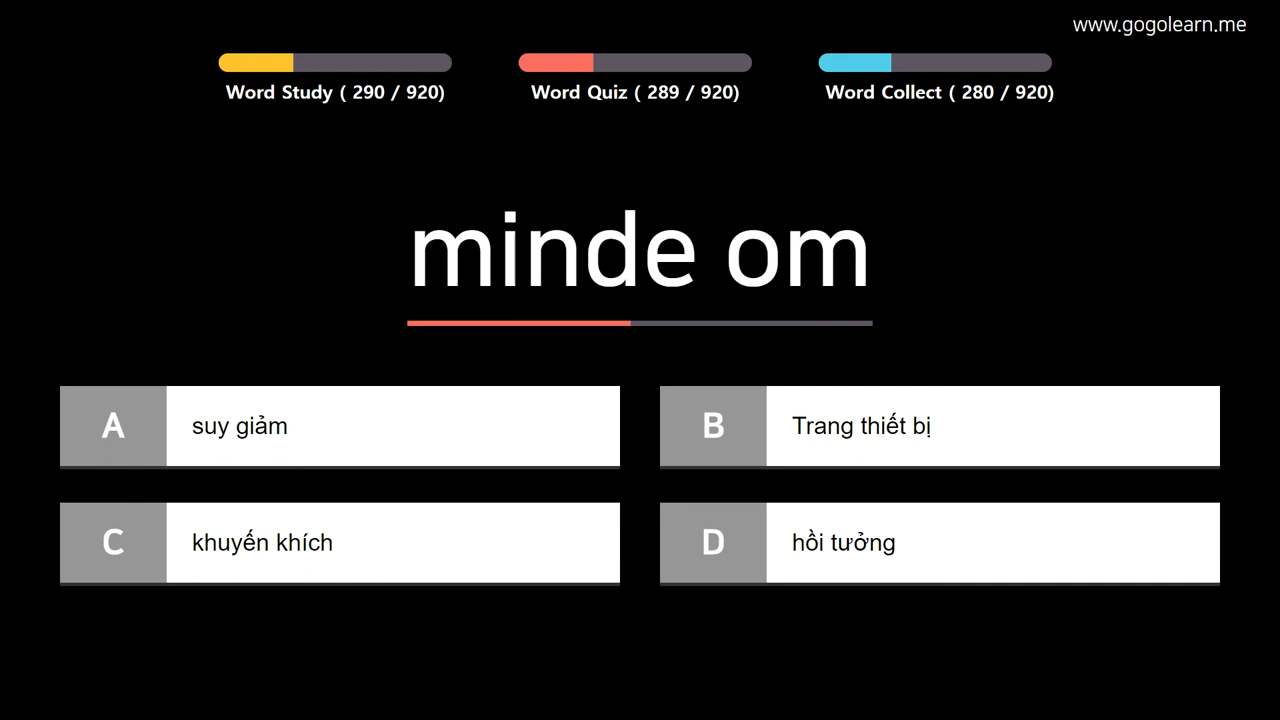 www.gogolearn.me
Word Study ( 290 / 920)
Word Quiz ( 289 / 920)
Word Collect ( 280 / 920)
minde om
A
suy giảm
B
Trang thiết bị
C
khuyến khích
D
hồi tưởng